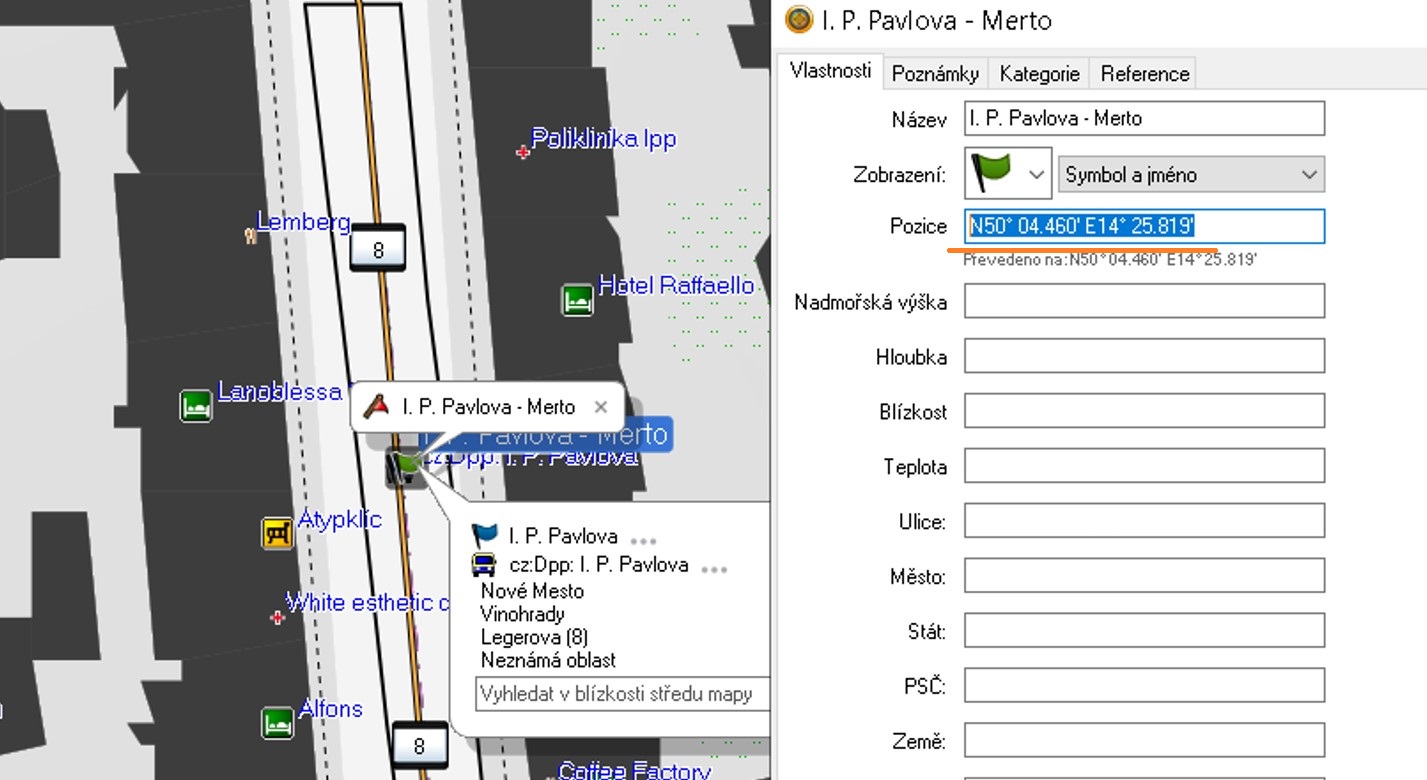 Poliklinika Ipp
Lemberg
8
Hotel Raffaello
Lanoblessa
I. P. Pavlova - Merto
I. P. Pavlova - Merto
cz:Dpp: I. P. Pavlova
Atypklic
I. P. Pavlova
cz:Dpp: I. P. Pavlova
Nové Mesto
White esthetic c
Vinohrady
Legerova (8)
Neznámá oblast
Vyhledat v blízkosti středu mapy
Alfons
8
Coffee Factory
I. P. Pavlova - Merto
Vlastnosti Poznámky Kategorie Reference
Název I. P. Pavlova - Merto
Zobrazení: Symbol a jméno
Pozice N50° 04.460' E14° 25.819'
Převedeno na:N50°04.460' E14°25.819'
Nadmořská výška
Hloubka
Blízkost
Teplota
Ulice:
Město:
Stát:
PSČ:
Země: